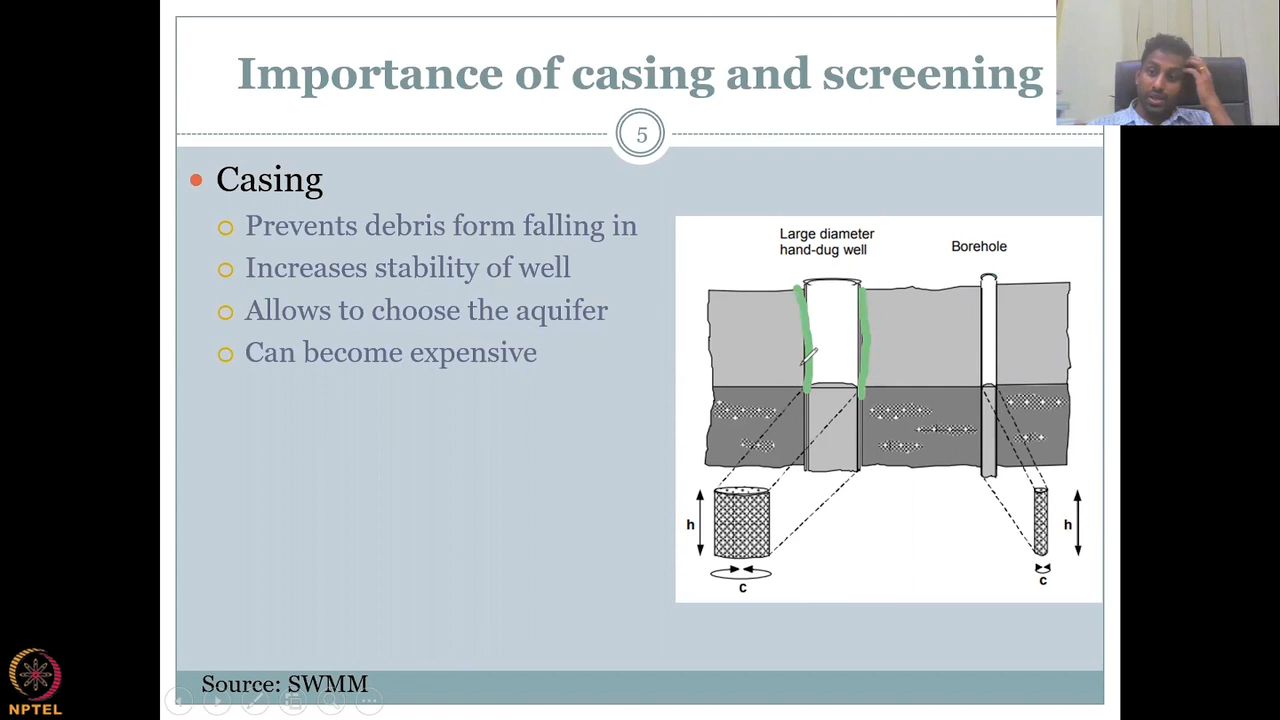 Importance of casing and screening
5
Casing
Prevents debris form falling in
Increases stability of well
Allows to choose the aquifer
Can become expensive
Large diameter
hand-dug well
Borehole
h
h
c
c
Source: SWMM
NPTEL